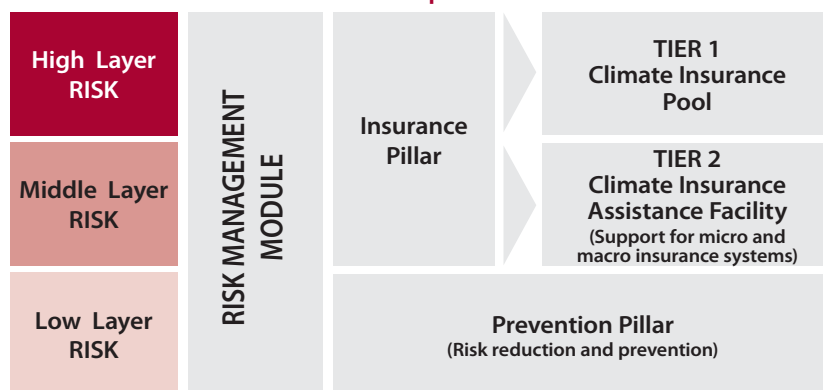 High Layer
RISK
Middle Layer
RISK
Low Layer
RISK
RISK MANAGEMENT
MODULE
Insurance
Pillar
TIER 1
Climate Insurance
Pool
TIER 2
Climate Insurance
Assistance Facility
(Support for micro and
macro insurance systems)
Prevention Pillar
(Risk reduction and prevention)